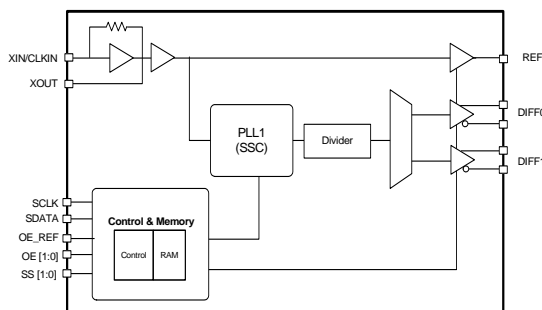 XIN/CLKIN
XOUT
REF
DIFF0
DIFF1
PLL1
(SSC)
Divider
SCLK
SDATA
OE_REF
OE [1:0]
SS [1:0]
Control & Memory
Control
RAM